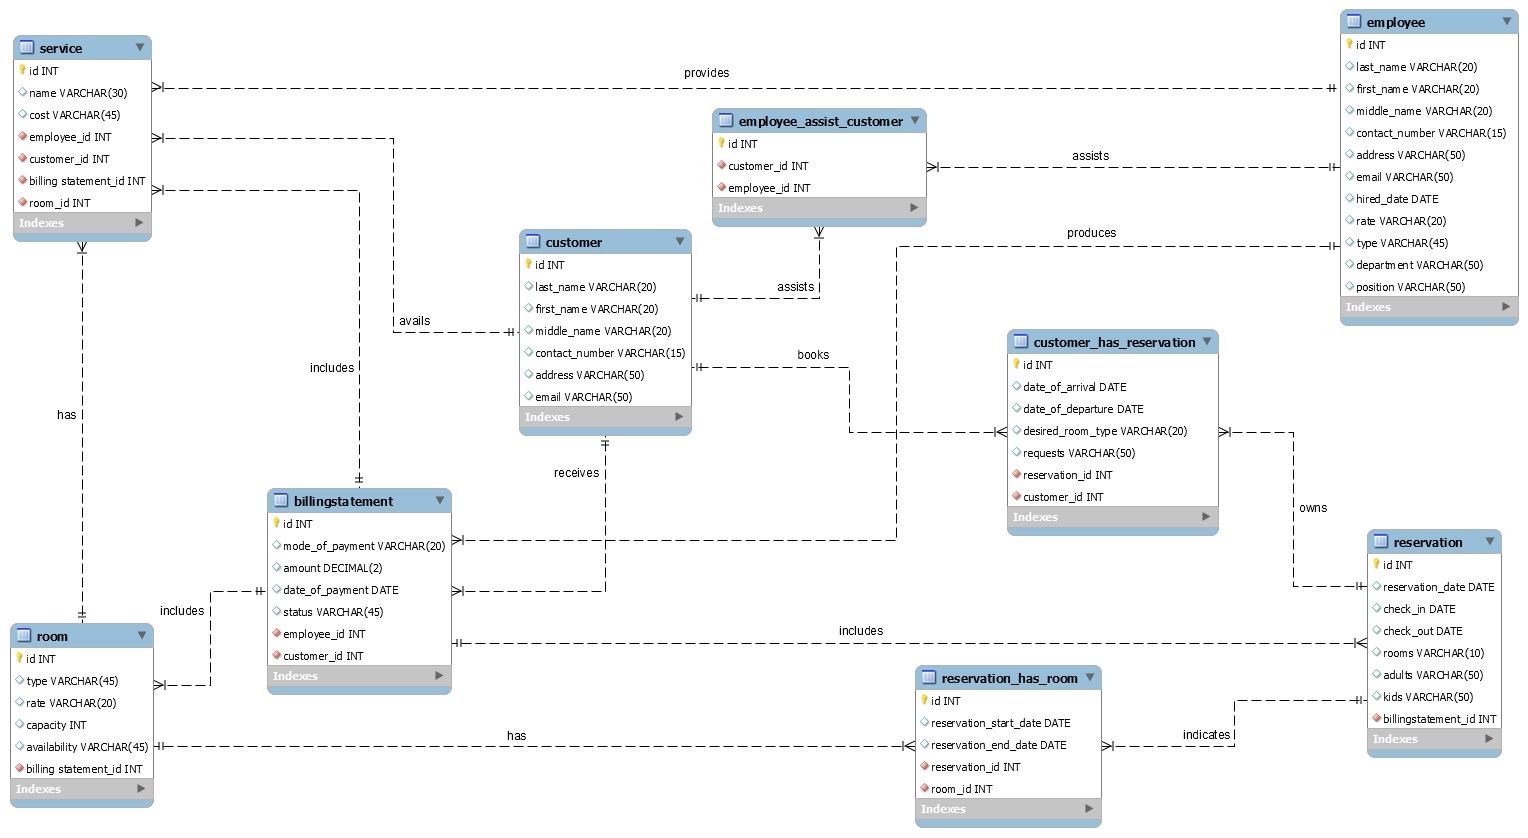 service
id INT
name VARCHAR(30)
cost VARCHAR(45)
employee_id INT
customer_id INT
billing statement_id INT
room_id INT
Indexes
employee
id INT
last_name VARCHAR(20)
first_name VARCHAR(20)
middle_name VARCHAR(20)
contact_number VARCHAR(15)
address VARCHAR(50)
email VARCHAR(50)
hired_date DATE
rate VARCHAR(20)
type VARCHAR(45)
department VARCHAR(50)
position VARCHAR(50)
Indexes
provides
employee_assist_customer
id INT
customer_id INT
employee_id INT
Indexes
assists
produces
assists
customer
id INT
last_name VARCHAR(20)
first_name VARCHAR(20)
middle_name VARCHAR(20)
contact_number VARCHAR(15)
address VARCHAR(50)
email VARCHAR(50)
Indexes
avails
includes
has
books
receives
customer_has_reservation
id INT
date_of_arrival DATE
date_of_departure DATE
desired_room_type VARCHAR(20)
requests VARCHAR(50)
reservation_id INT
customer_id INT
Indexes
owns
billingstatement
id INT
mode_of_payment VARCHAR(20)
amount DECIMAL(2)
date_of_payment DATE
status VARCHAR(45)
employee_id INT
customer_id INT
Indexes
includes
includes
reservation
id INT
reservation_date DATE
check_in DATE
check_out DATE
rooms VARCHAR(10)
adults VARCHAR(50)
kids VARCHAR(50)
billingstatement_id INT
Indexes
room
id INT
type VARCHAR(45)
rate VARCHAR(20)
capacity INT
availability VARCHAR(45)
billing statement_id INT
Indexes
has
reservation_has_room
id INT
reservation_start_date DATE
reservation_end_date DATE
reservation_id INT
room_id INT
Indexes
indicates